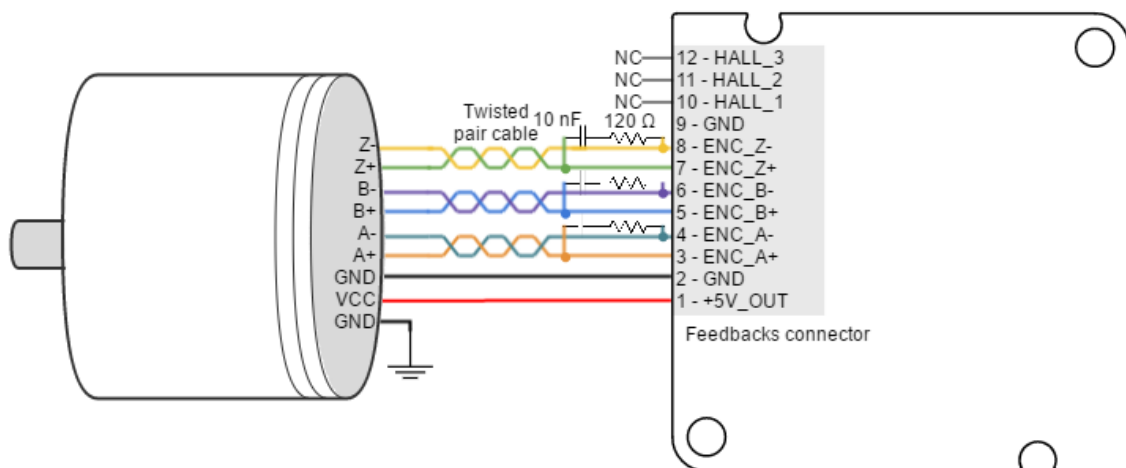 NC 12 - HALL_3
NC 11 - HALL_2
NC 10 - HALL_1
Twisted
pair cable
10 nF 120 Ω
9 - GND
Z- 8 - ENC_Z-
Z+ 7 - ENC_Z+
B- 6 - ENC_B-
B+ 5 - ENC_B+
A- 4 - ENC_A-
A+ 3 - ENC_A+
GND 2 - GND
VCC 1 - +5V_OUT
GND
Feedbacks connector